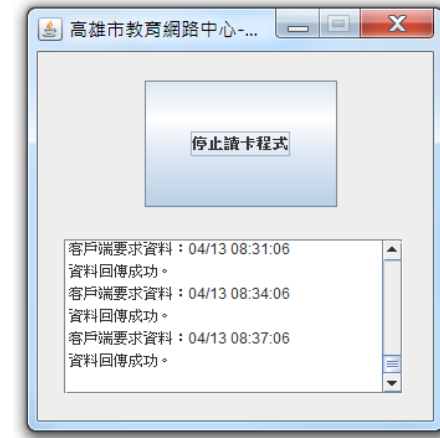 高雄市教育網路中心-...
停止讀卡程式
客戶端要求資料：04/13 08:31:06
資料回傳成功。
客戶端要求資料：04/13 08:34:06
資料回傳成功。
客戶端要求資料：04/13 08:37:06
資料回傳成功。